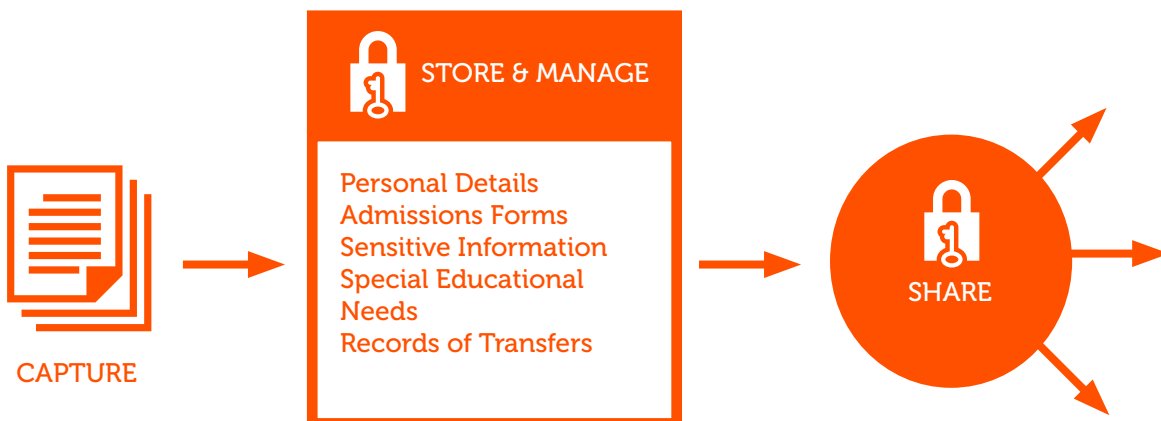 STORE & MANAGE
Personal Details
Admissions Forms
Sensitive Information
Special Educational
Needs
Records of Transfers
CAPTURE
SHARE